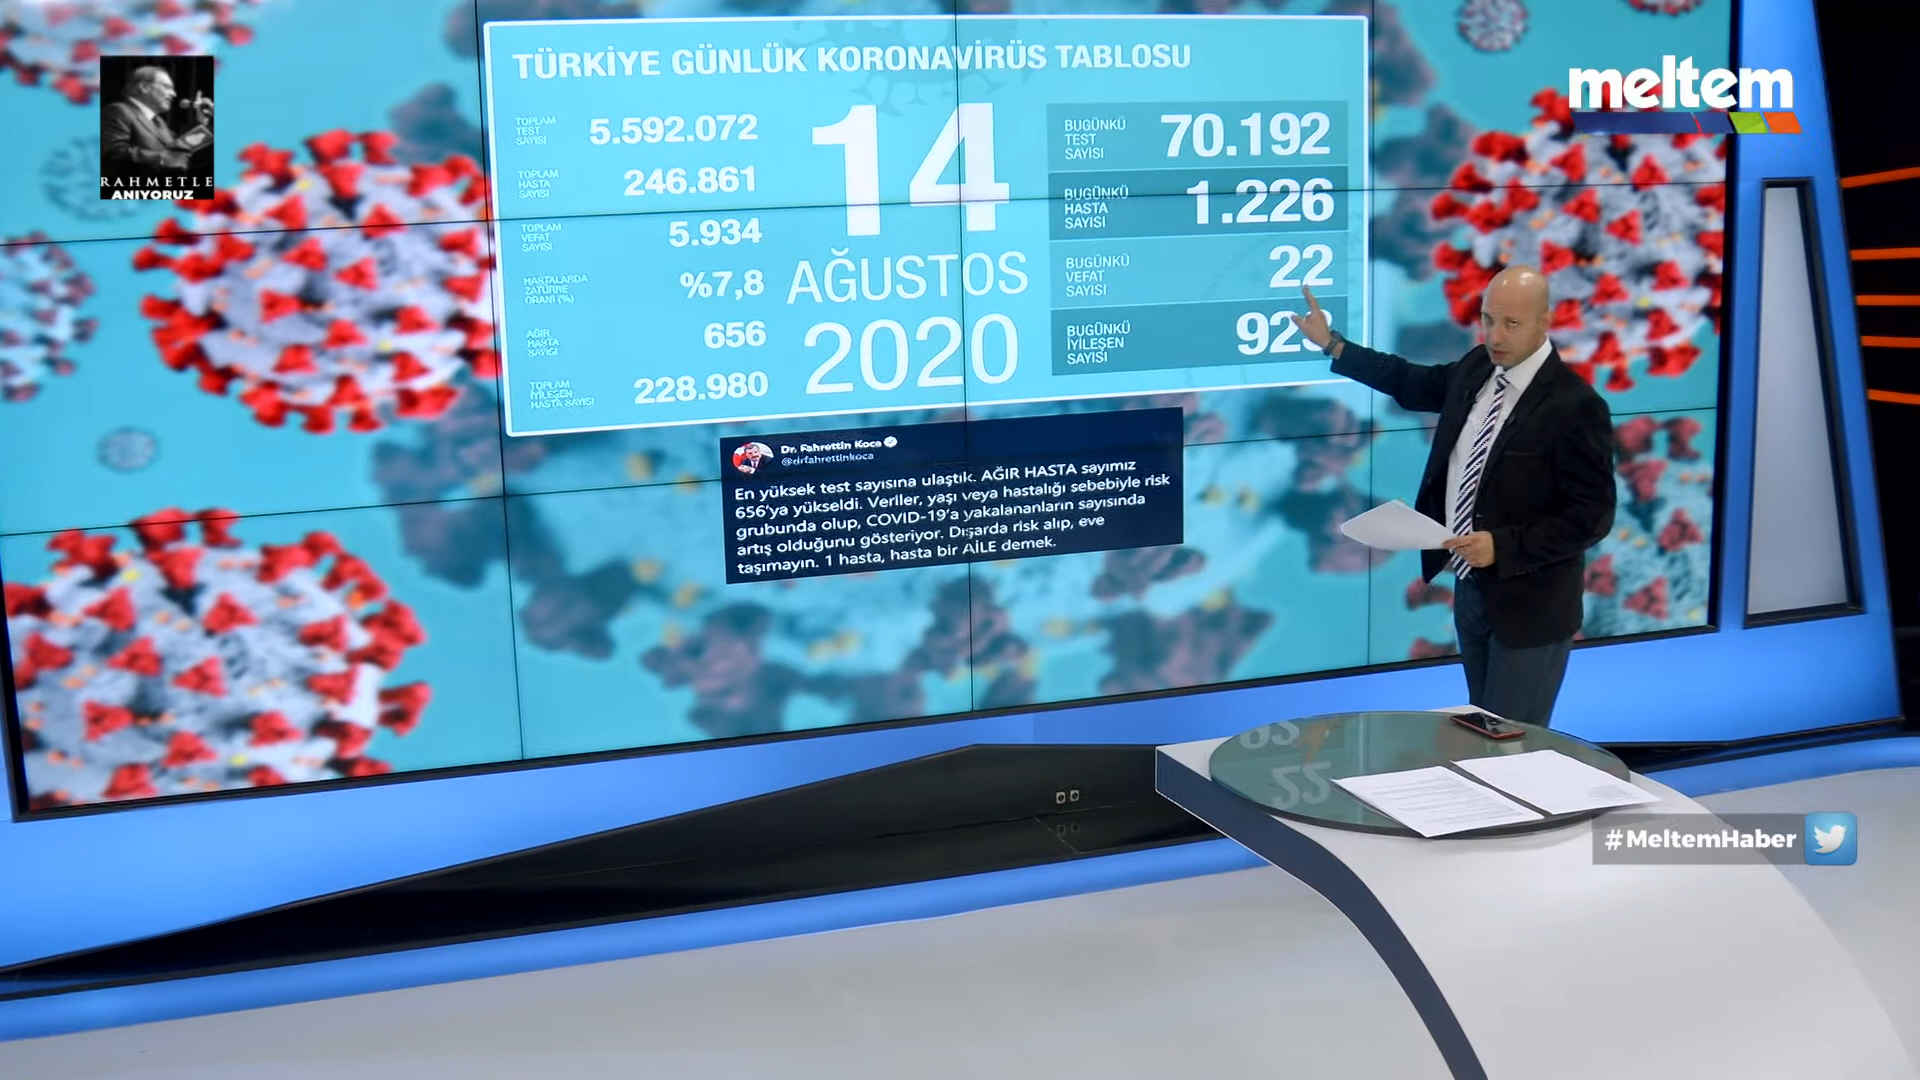 RAHMETLE
ANIYORUZ
TÜRKİYE GÜNLÜK KORONAVİRÜS TABLOSU
TOPLAM
TEST
SAYISI
5.592.072
TOPLAM
HASTA
SAYISI
246.861
TOPLAM
VEFAT
SAYISI
5.934
HASTALARDA
ZATÜRRE
ORANI (%)
%7,8
AĞIR
HASTA
SAYISI
656
TOPLAM
İYİLEŞEN
HASTA SAYISI
228.980
14
AĞUSTOS
2020
BUGÜNKÜ
TEST
SAYISI
70.192
BUGÜNKÜ
HASTA
SAYISI
1.226
BUGÜNKÜ
VEFAT
SAYISI
22
BUGÜNKÜ
İYİLEŞEN
SAYISI
923
meltem
Dr. Fahrettin Koca
@drfahrettinkoca
En yüksek test sayısına ulaştık. AĞIR HASTA sayımız
656'ya yükseldi. Veriler, yaşı veya hastalığı sebebiyle risk
grubunda olup, COVID-19'a yakalananların sayısında
artış olduğunu gösteriyor. Dışarda risk alıp, eve
taşımayın. 1 hasta, hasta bir AİLE demek.
#MeltemHaber